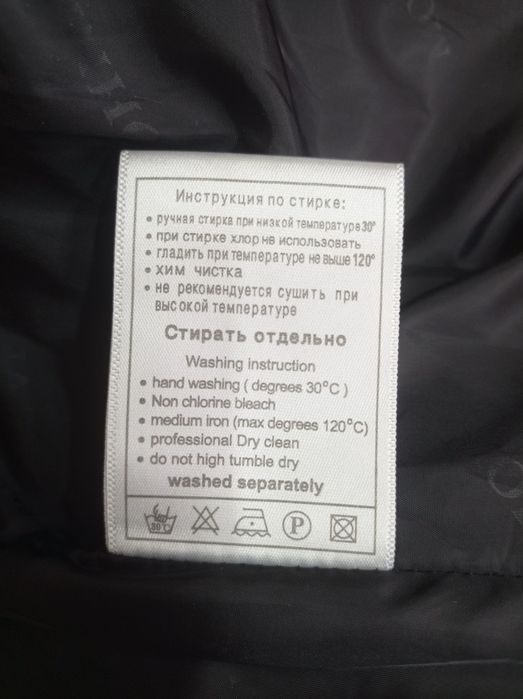 Инструкция по стирке:
• ручная стирка при низкой температуре 30°
• при стирке хлор не использовать
• гладить при температуре не выше 120°
• хим чистка
• не рекомендуется сушить при
высокой температуре
Стирать отдельно
Washing instruction
• hand washing ( degrees 30°C )
• Non chlorine bleach
• medium iron (max degrees 120°C)
• professional Dry clean
• do not high tumble dry
washed separately
30°C P